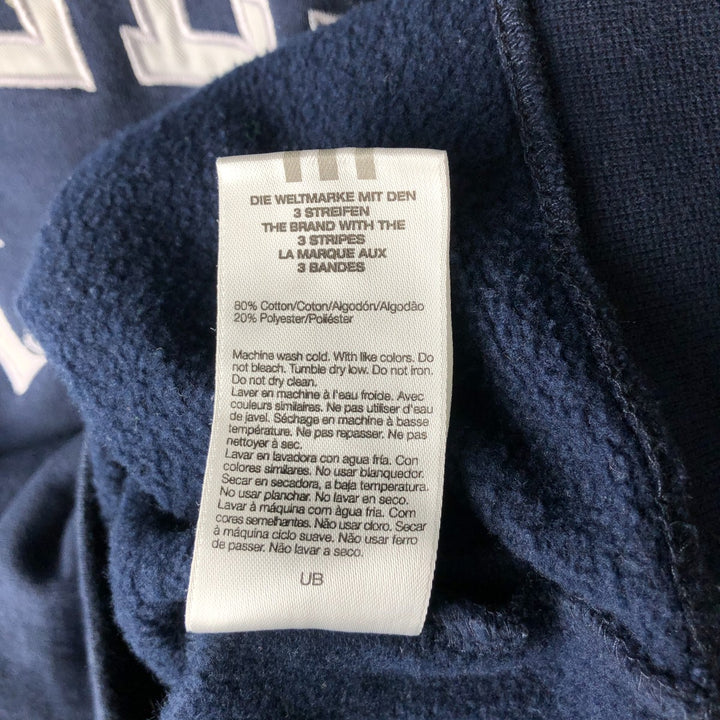 DIE WELTMARKE MIT DEN
3 STREIFEN
THE BRAND WITH THE
3 STRIPES
LA MARQUE AUX
3 BANDES
80% Cotton/Coton/Algodón/Algodão
20% Polyester/Poliéster
Machine wash cold. With like colors. Do
not bleach. Tumble dry low. Do not iron.
Do not dry clean.
Laver en machine à l'eau froide. Avec
couleurs similaires. Ne pas utiliser d'eau
de javel. Séchage en machine à basse
température. Ne pas repasser. Ne pas
nettoyer à sec.
Lavar en lavadora con agua fría. Con
colores similares. No usar blanquedor.
Secar en secadora, a baja temperatura.
No usar planchar. No lavar en seco.
Lavar à máquina com àgua fria. Com
cores semelhantes. Não usar cloro. Secar
à máquina ciclo suave. Não usar ferro
de passer. Não lavar a seco.
UB